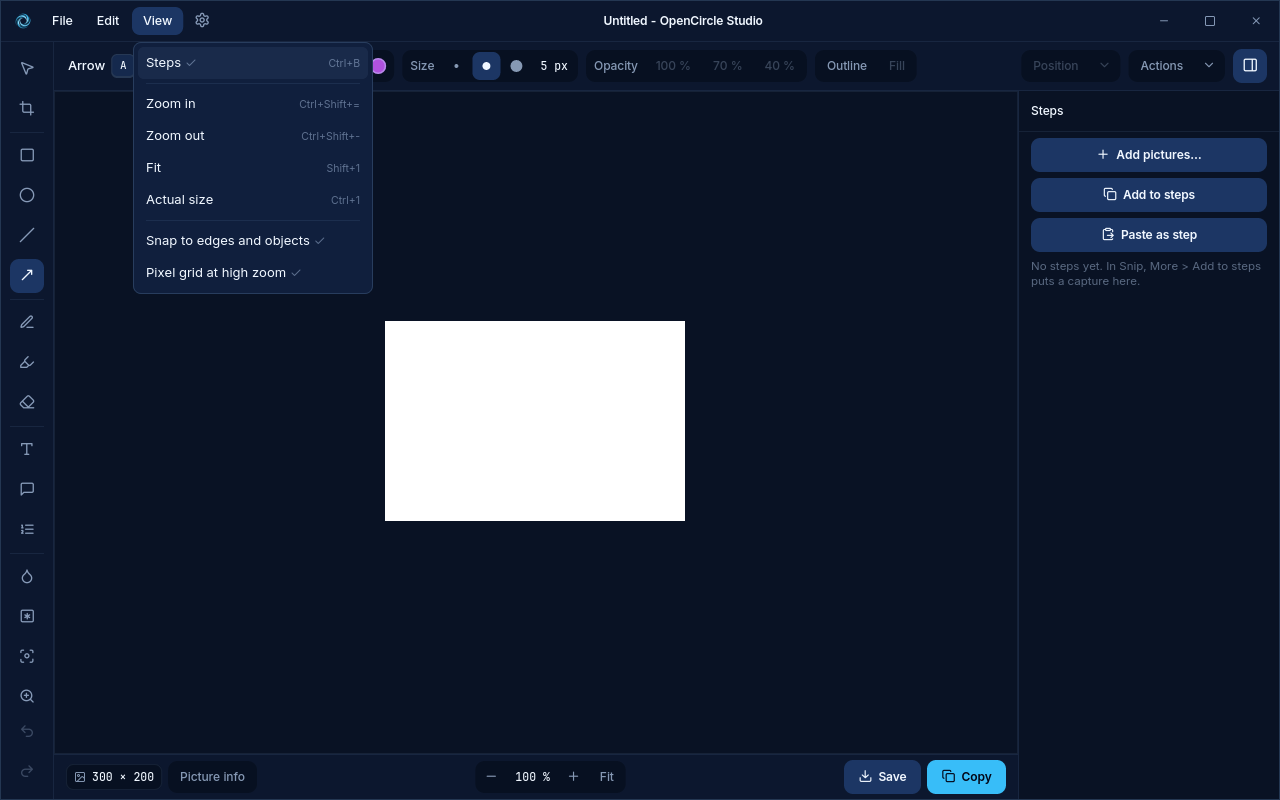 File Edit View Untitled - OpenCircle Studio
Arrow A Size 5 px Opacity 100 % 70 % 40 % Outline Fill Position Actions
Steps Ctrl+B
Zoom in Ctrl+Shift+=
Zoom out Ctrl+Shift+-
Fit Shift+1
Actual size Ctrl+1
Snap to edges and objects
Pixel grid at high zoom
Steps
Add pictures...
Add to steps
Paste as step
No steps yet. In Snip, More > Add to steps
puts a capture here.
300 × 200 Picture info 100 % Fit Save Copy